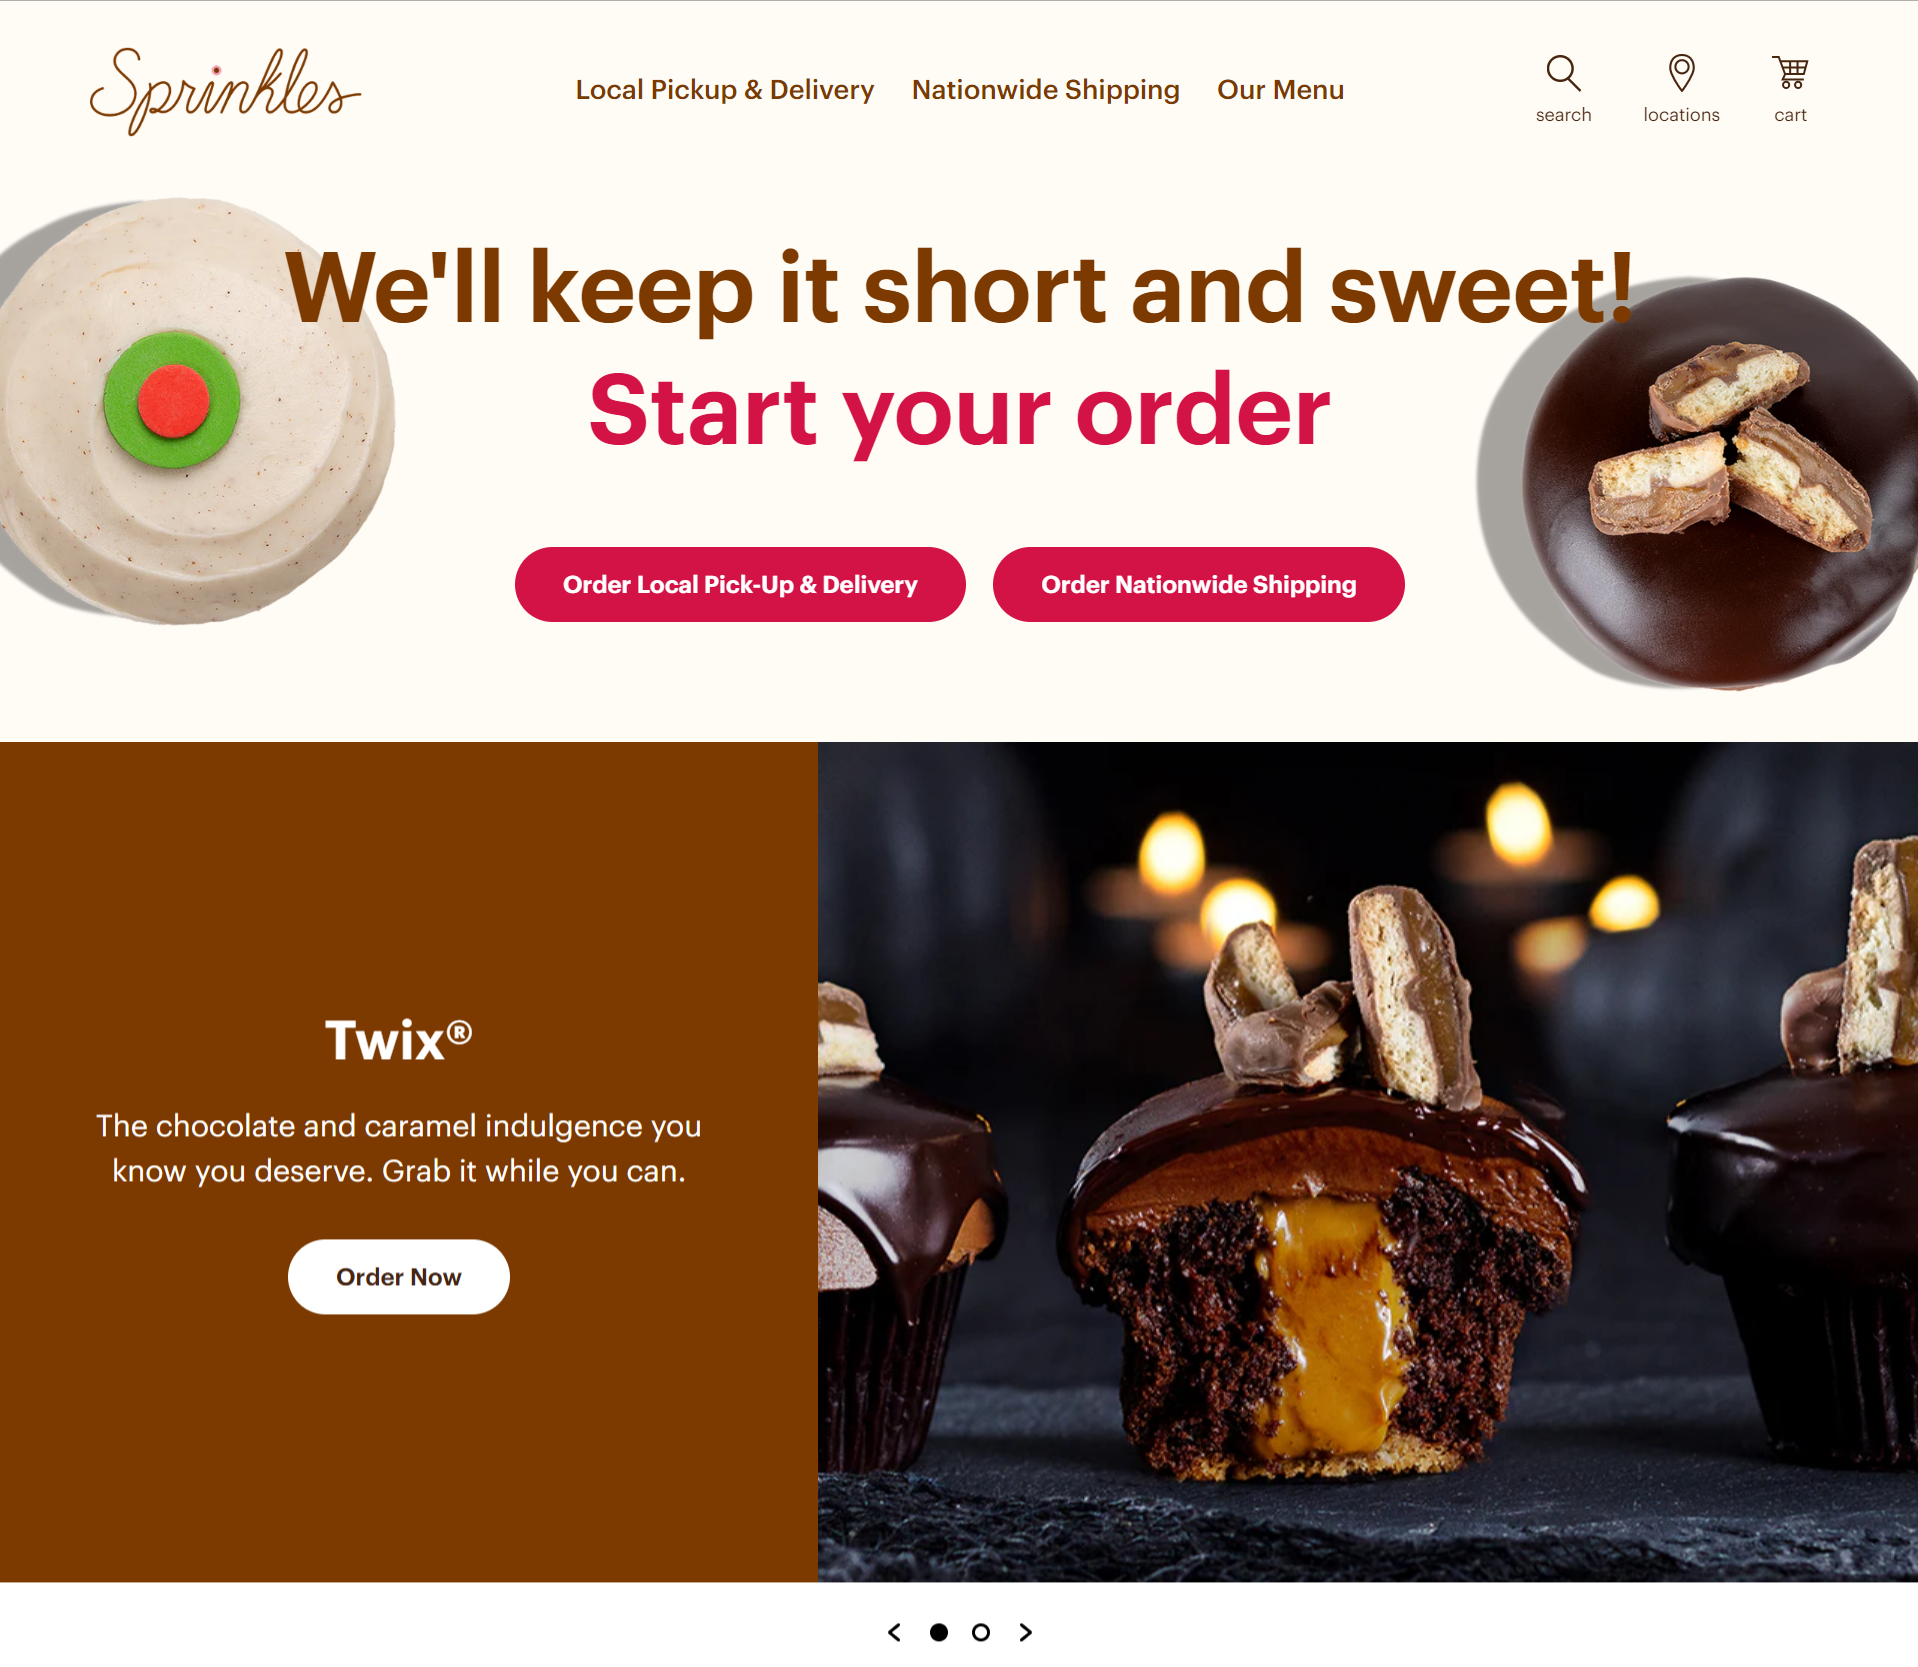 Sprinkles
Local Pickup & Delivery
Nationwide Shipping
Our Menu
search
locations
cart
We'll keep it short and sweet!
Start your order
Order Local Pick-Up & Delivery
Order Nationwide Shipping
Twix®
The chocolate and caramel indulgence you
know you deserve. Grab it while you can.
Order Now